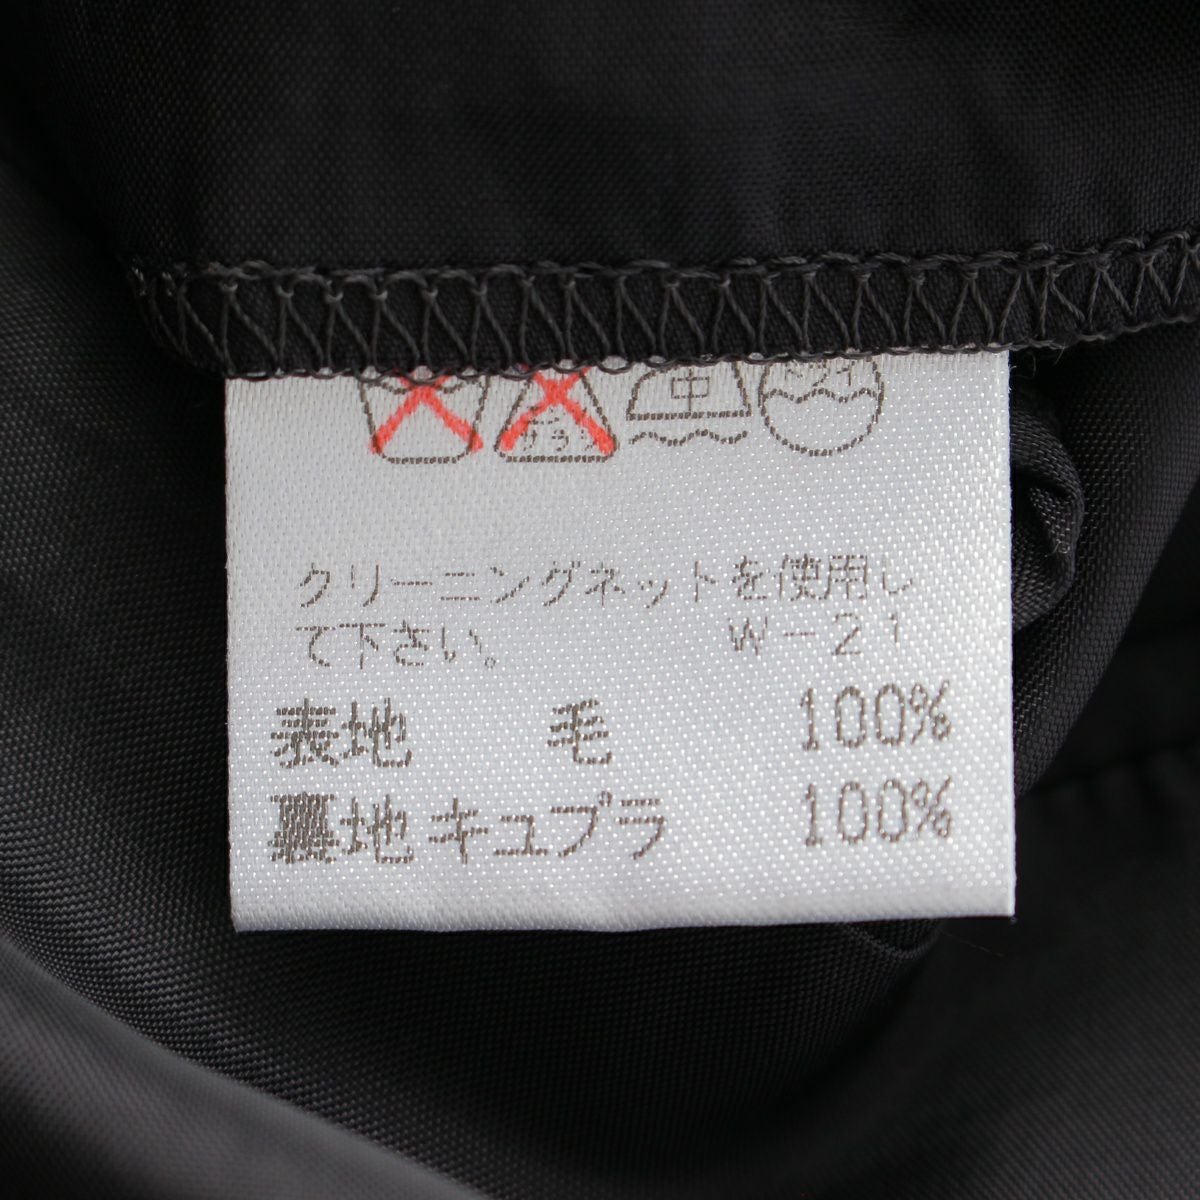 中 ドライ
クリーニングネットを使用し
て下さい。 W-21
表地 毛 100%
裏地 キュプラ 100%